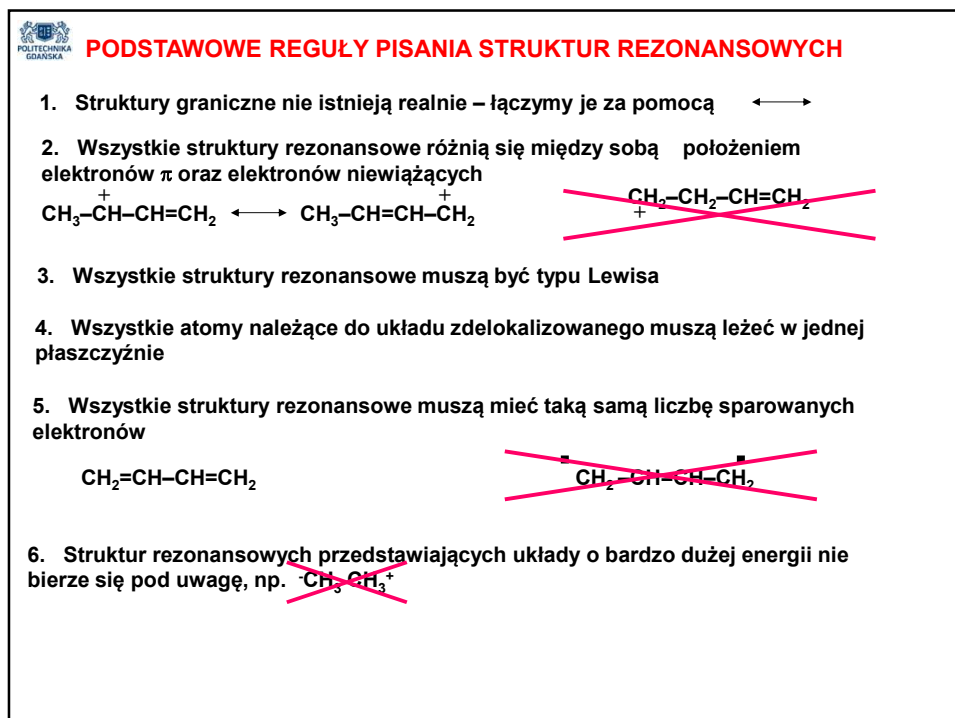 POLITECHNIKA
GDAŃSKA
PODSTAWOWE REGUŁY PISANIA STRUKTUR REZONANSOWYCH
1. Struktury graniczne nie istnieją realnie – łączymy je za pomocą ⟷
2. Wszystkie struktury rezonansowe różnią się między sobą położeniem
elektronów π oraz elektronów niewiążących
+ +
CH₃–CH–CH=CH₂ ⟷ CH₃–CH=CH–CH₂ CH₂–CH₂–CH=CH₂
+
3. Wszystkie struktury rezonansowe muszą być typu Lewisa
4. Wszystkie atomy należące do układu zdelokalizowanego muszą leżeć w jednej
płaszczyźnie
5. Wszystkie struktury rezonansowe muszą mieć taką samą liczbę sparowanych
elektronów
CH₂=CH–CH=CH₂ CH₂–CH=CH–CH₂
6. Struktur rezonansowych przedstawiających układy o bardzo dużej energii nie
bierze się pod uwagę, np. ⁻CH₃ CH₃⁺